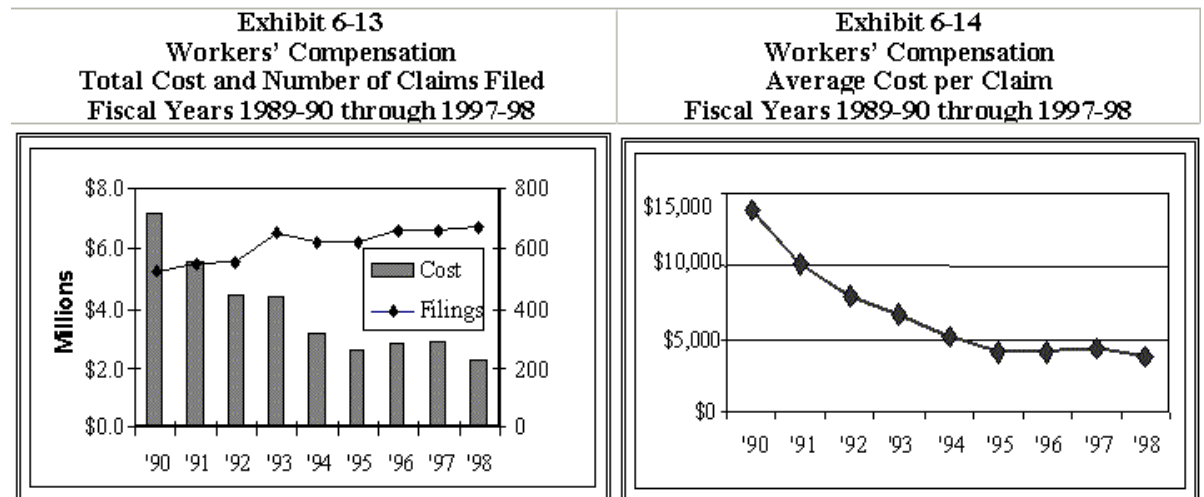 Exhibit 6-13
Workers' Compensation
Total Cost and Number of Claims Filed
Fiscal Years 1989-90 through 1997-98
$8.0
$6.0
$4.0
$2.0
$0.0
Millions
800
600
400
200
0
Cost
Filings
'90 '91 '92 '93 '94 '95 '96 '97 '98
Exhibit 6-14
Workers' Compensation
Average Cost per Claim
Fiscal Years 1989-90 through 1997-98
$15,000
$10,000
$5,000
$0
'90 '91 '92 '93 '94 '95 '96 '97 '98